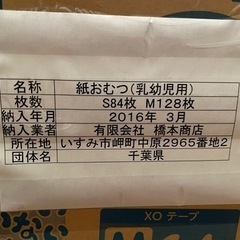 名称 紙おむつ(乳幼児用)
枚数 S84枚 M128枚
納入年月 2016年 3月
納入業者 有限会社 橋本商店
所在地 いすみ市岬町中原2965番地2
団体名 千葉県
XO テープ